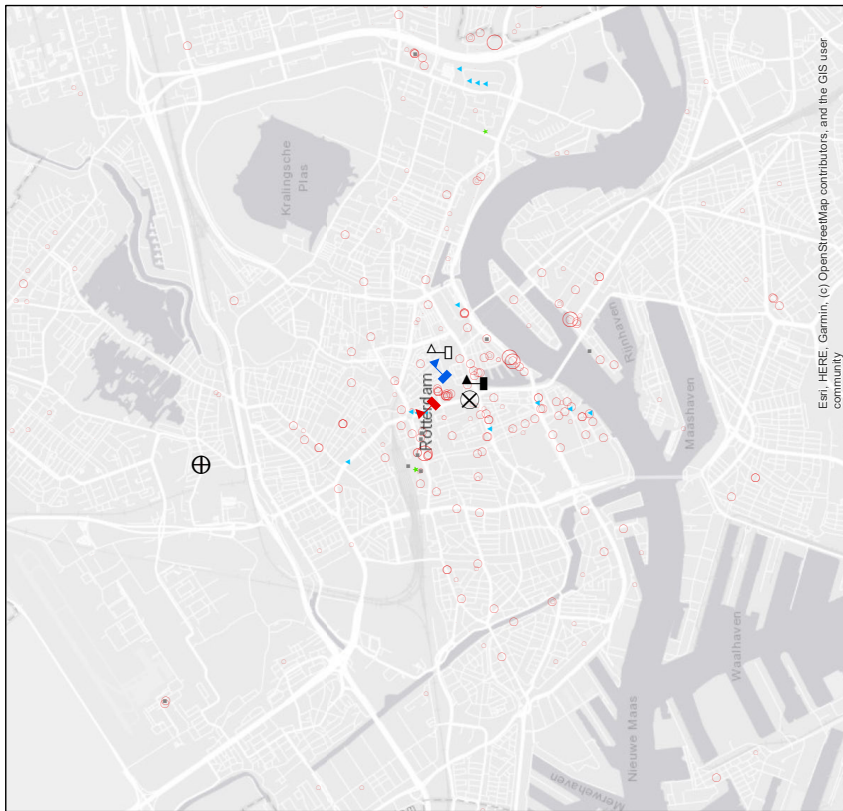 Kralingsche
Plas
Rotterdam
Rijnhaven
Maashaven
Waalhaven
Nieuwe Maas
Merwehaven
Esri, HERE, Garmin, (c) OpenStreetMap contributors, and the GIS user
community